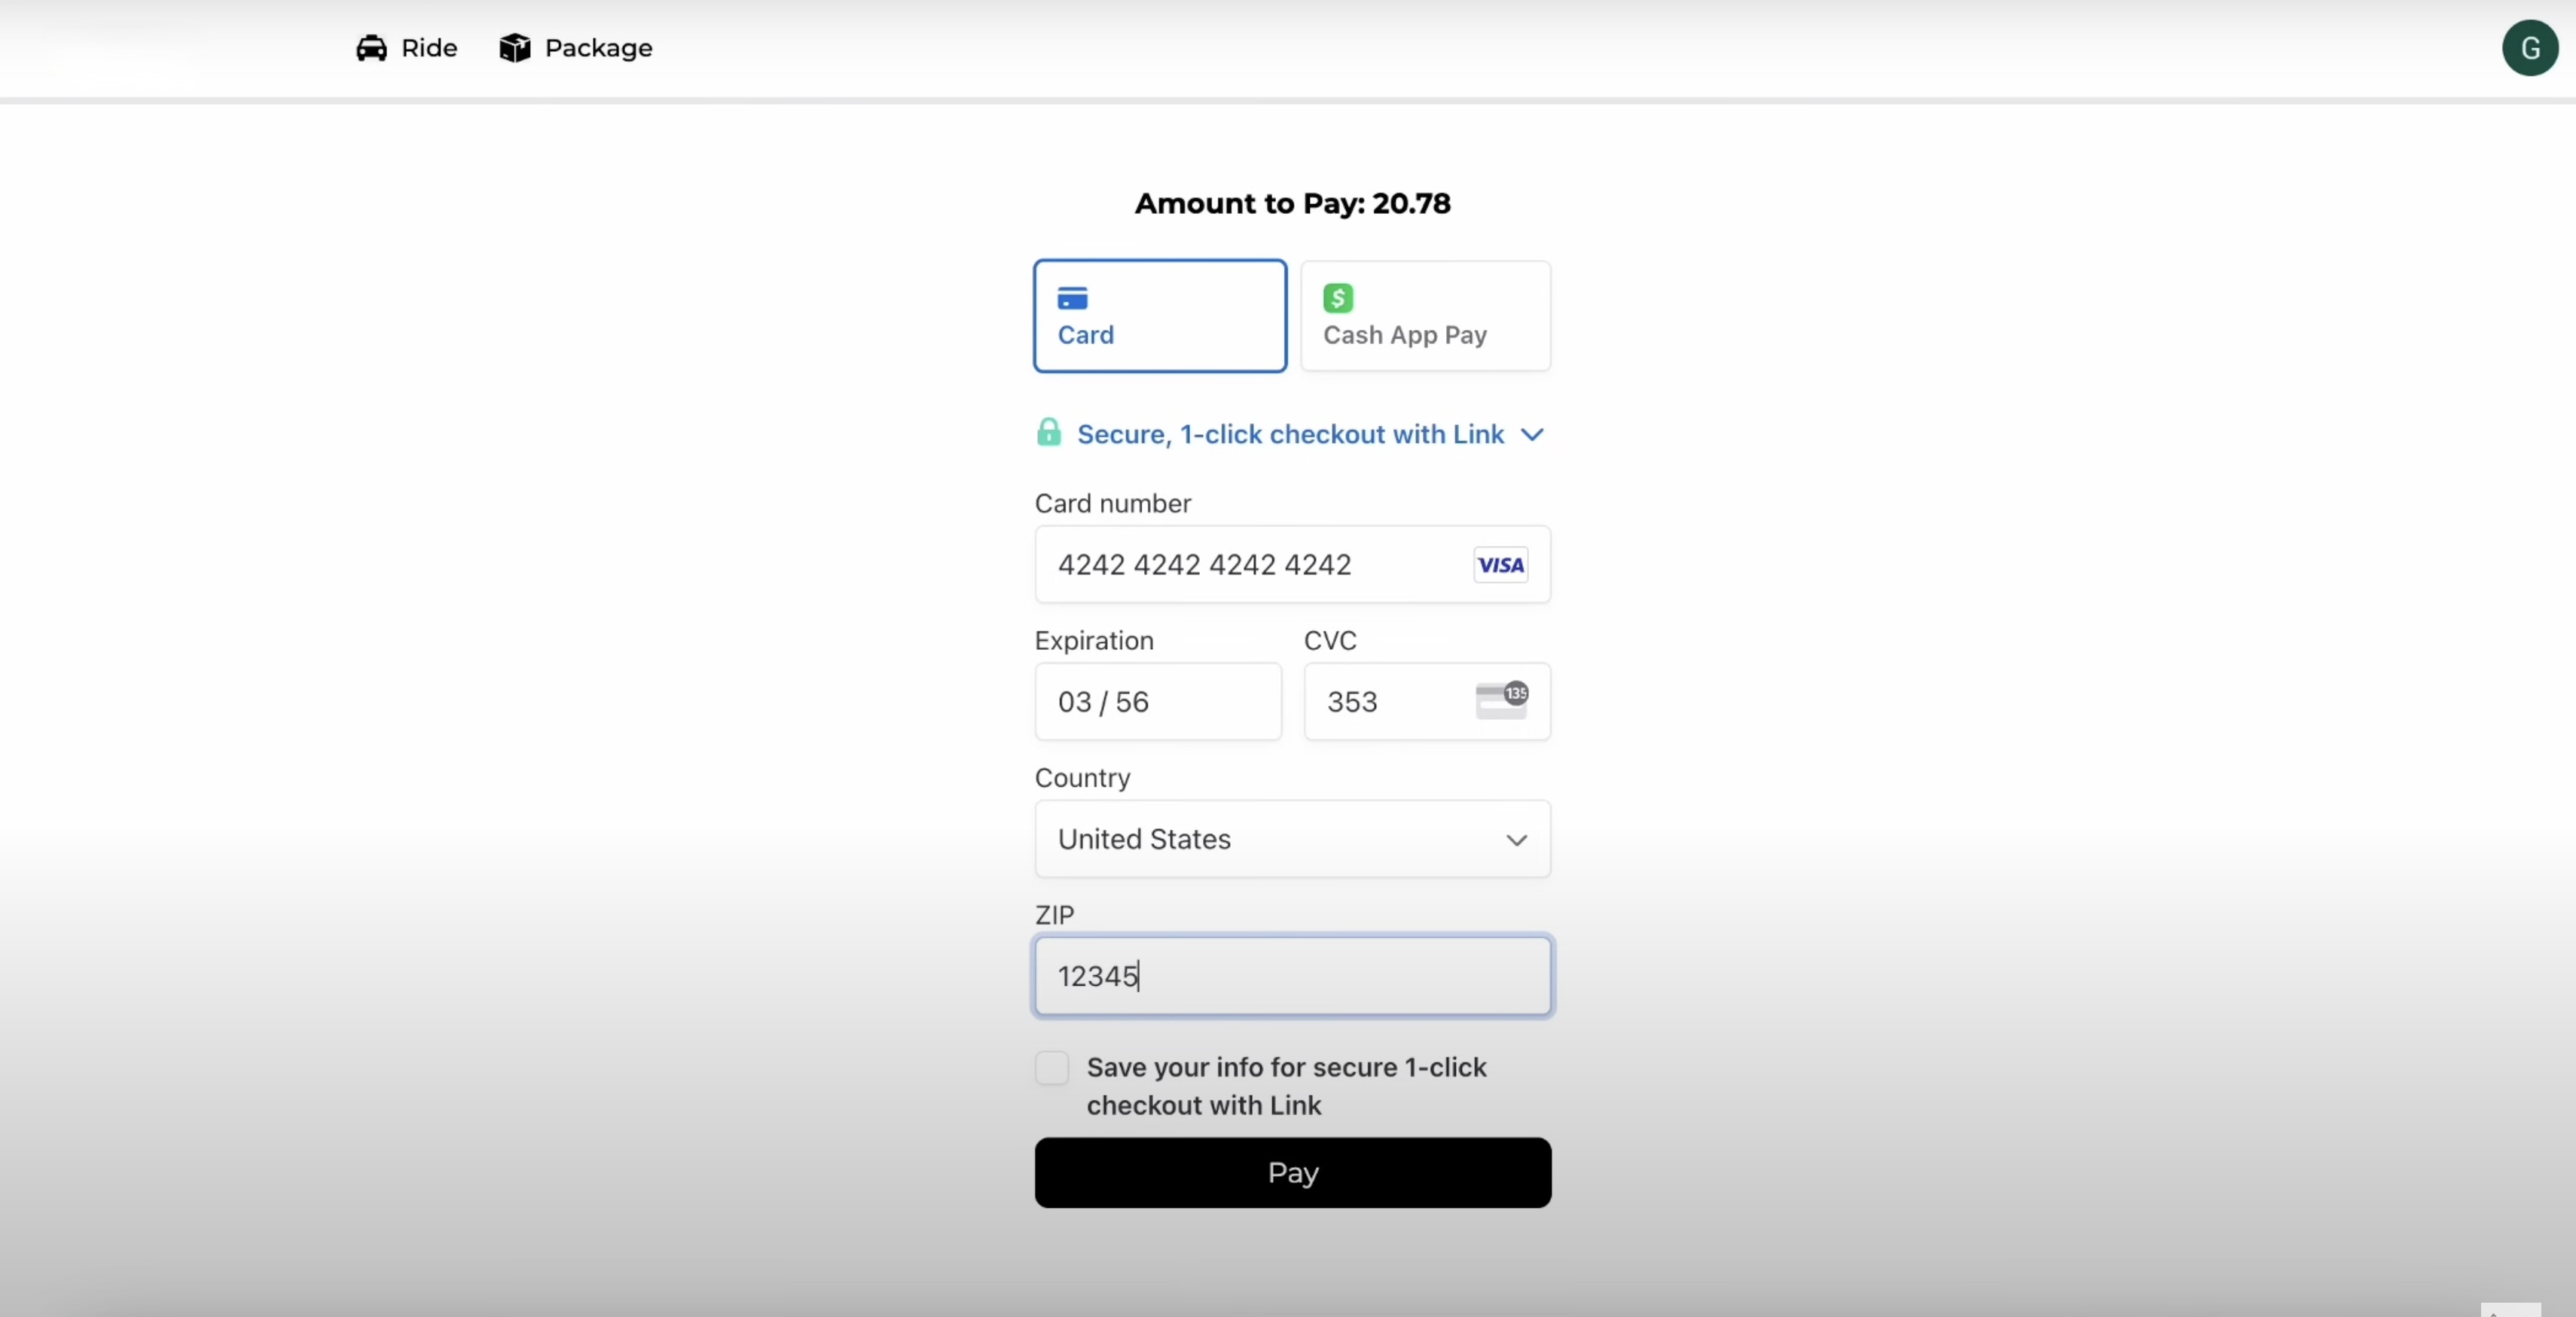 Ride Package G
Amount to Pay: 20.78
Card
$
Cash App Pay
Secure, 1-click checkout with Link
Card number
4242 4242 4242 4242 VISA
Expiration CVC
03 / 56 353 135
Country
United States
ZIP
12345
Save your info for secure 1-click
checkout with Link
Pay